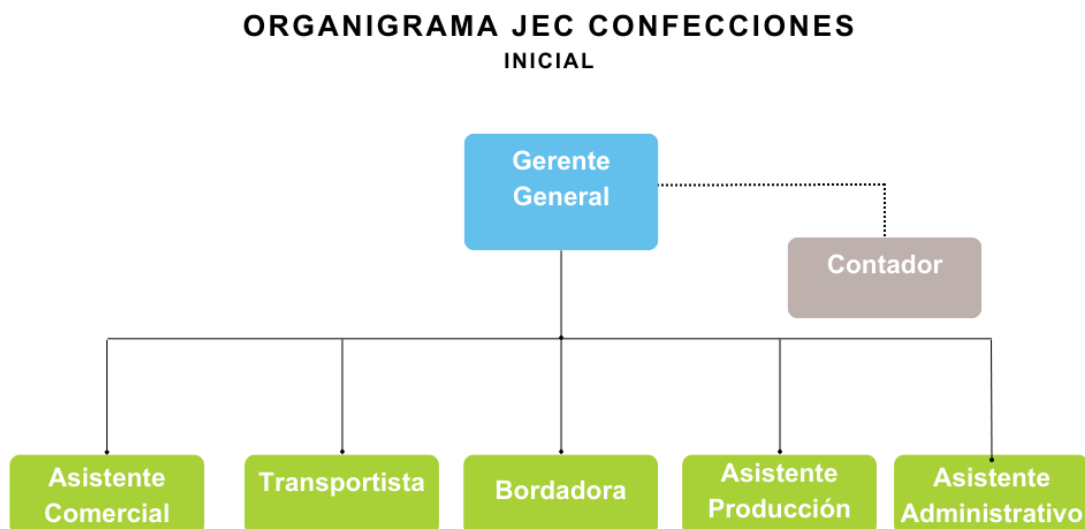 ORGANIGRAMA JEC CONFECCIONES
INICIAL
Gerente
General
Contador
Asistente
Comercial
Transportista
Bordadora
Asistente
Producción
Asistente
Administrativo